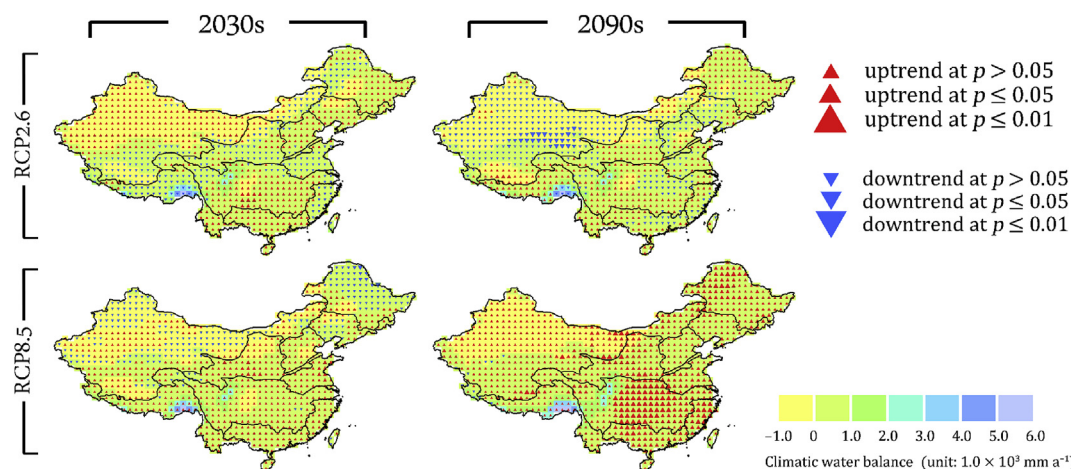 2030s
2090s
RCP2.6
RCP8.5
uptrend at p > 0.05
uptrend at p ≤ 0.05
uptrend at p ≤ 0.01
downtrend at p > 0.05
downtrend at p ≤ 0.05
downtrend at p ≤ 0.01
−1.0 0 1.0 2.0 3.0 4.0 5.0 6.0
Climatic water balance (unit: 1.0 × 10³ mm a⁻¹